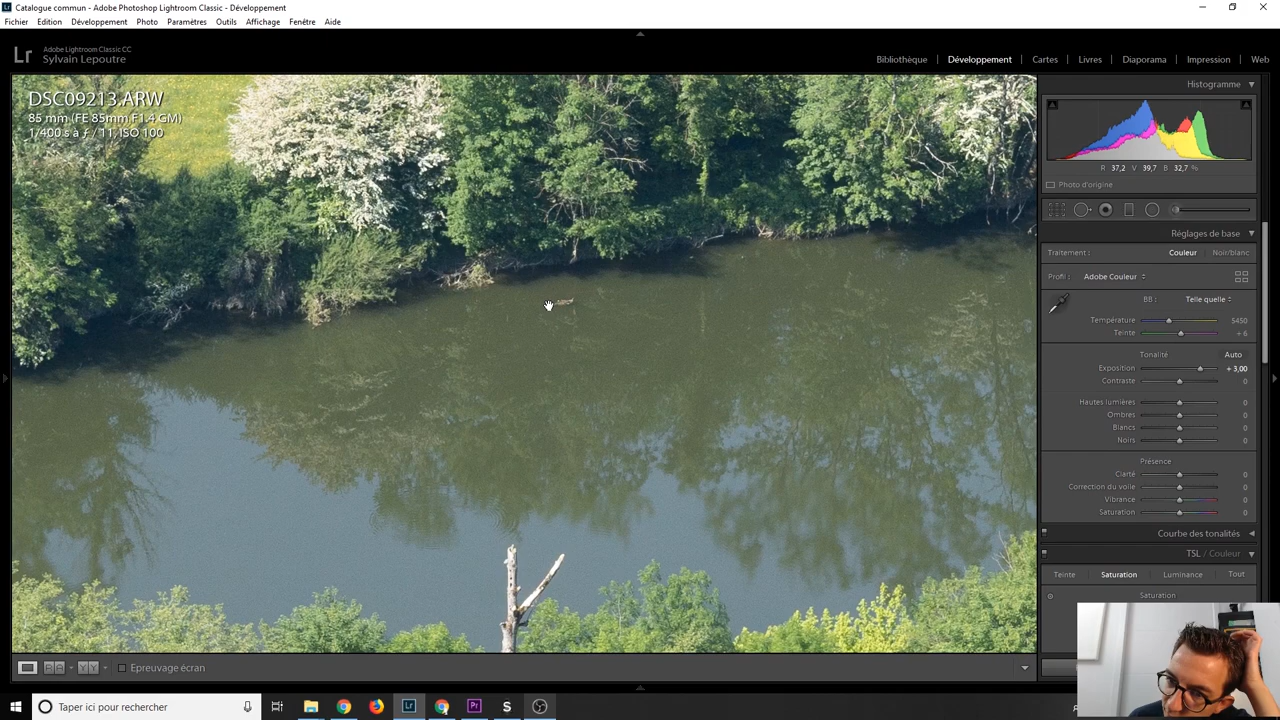 Catalogue commun - Adobe Photoshop Lightroom Classic - Développement
Fichier Edition Développement Photo Paramètres Outils Affichage Fenêtre Aide
Lr Adobe Lightroom Classic CC
Sylvain Lepoutre
Bibliothèque | Développement | Cartes | Livres | Diaporama | Impression | Web
DSC09213.ARW
85 mm (FE 85mm F1.4 GM)
1/400 s à ƒ / 11, ISO 100
Histogramme
R 37,2 V 39,7 B 32,7 %
Photo d'origine
Réglages de base
Traitement : Couleur Noir/blanc
Profil : Adobe Couleur
BB : Telle quelle
Température 5450
Teinte + 6
Tonalité Auto
Exposition + 3,00
Contraste 0
Hautes lumières 0
Ombres 0
Blancs 0
Noirs 0
Présence
Clarté 0
Correction du voile 0
Vibrance 0
Saturation 0
Courbe des tonalités
TSL / Couleur
Teinte Saturation Luminance Tout
Saturation
R A Y Y Epreuvage écran
Taper ici pour rechercher
Lr Pr S